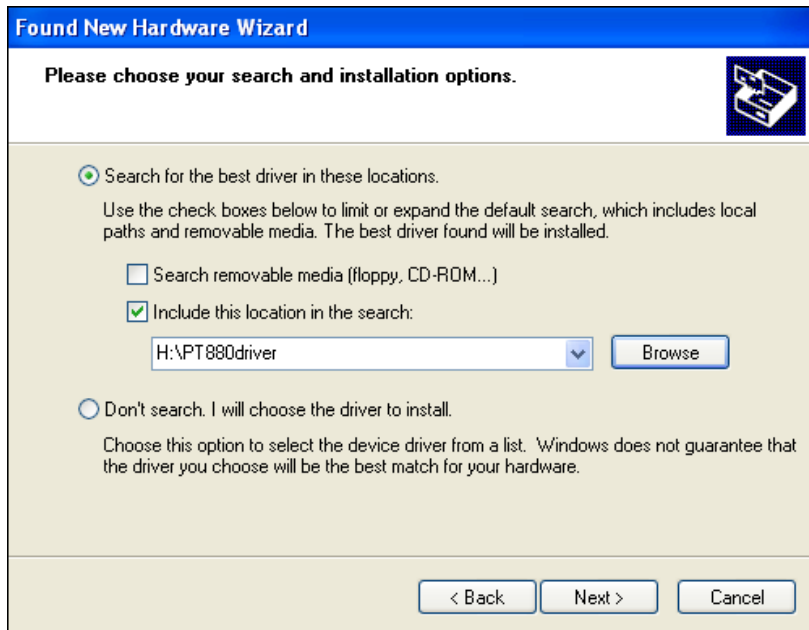 Found New Hardware Wizard
Please choose your search and installation options.
Search for the best driver in these locations.
Use the check boxes below to limit or expand the default search, which includes local
paths and removable media. The best driver found will be installed.
Search removable media (floppy, CD-ROM...)
Include this location in the search:
H:\PT880driver
Browse
Don't search. I will choose the driver to install.
Choose this option to select the device driver from a list.  Windows does not guarantee that
the driver you choose will be the best match for your hardware.
< Back
Next >
Cancel